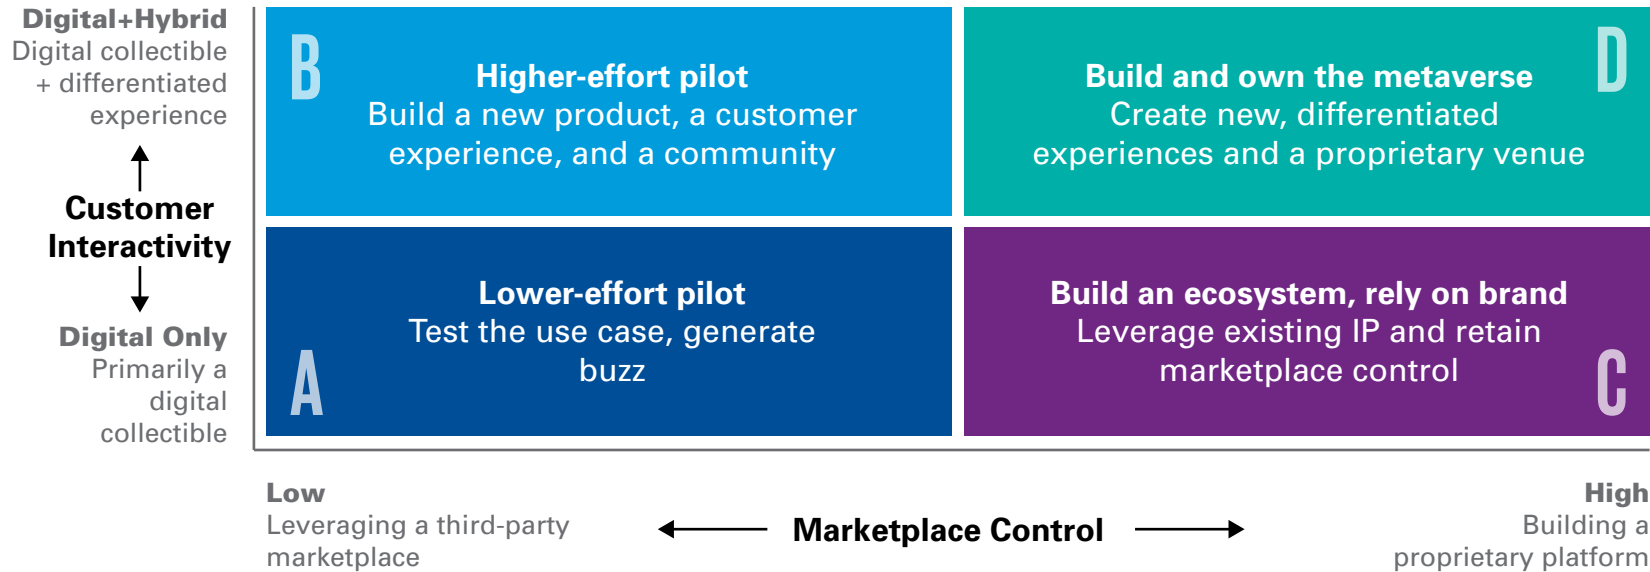 Digital+Hybrid
Digital collectible
+ differentiated
experience
Customer
Interactivity
Digital Only
Primarily a
digital
collectible
B
Higher-effort pilot
Build a new product, a customer
experience, and a community
D
Build and own the metaverse
Create new, differentiated
experiences and a proprietary venue
A
Lower-effort pilot
Test the use case, generate
buzz
C
Build an ecosystem, rely on brand
Leverage existing IP and retain
marketplace control
Low
Leveraging a third-party
marketplace
Marketplace Control
High
Building a
proprietary platform